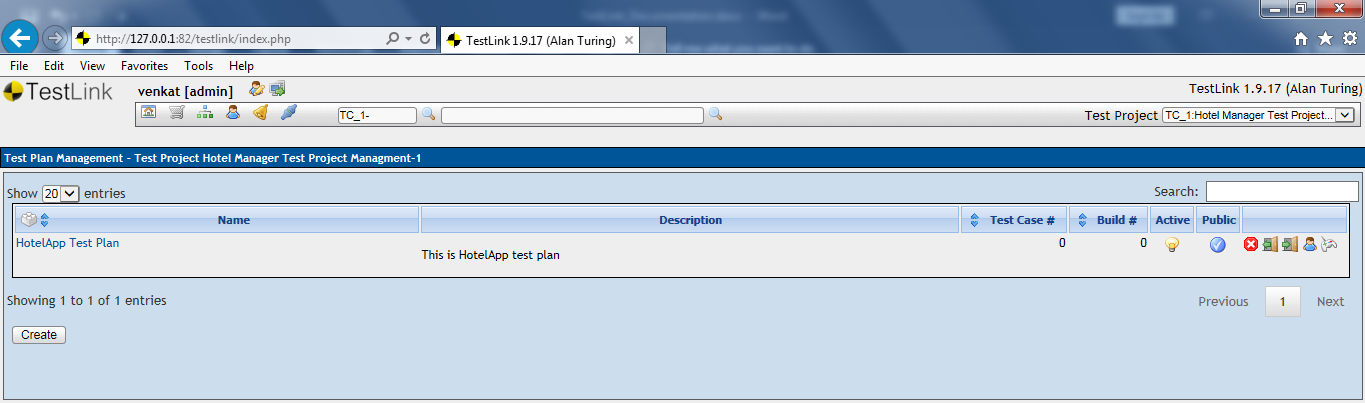 http://127.0.0.1:82/testlink/index.php
TestLink 1.9.17 (Alan Turing)
File Edit View Favorites Tools Help
TestLink
venkat [admin]
TestLink 1.9.17 (Alan Turing)
TC_1-
Test Project TC_1:Hotel Manager Test Project...
Test Plan Management - Test Project Hotel Manager Test Project Managment-1
Show 20 entries
Search:
Name Description Test Case # Build # Active Public
HotelApp Test Plan 0 0
This is HotelApp test plan
Showing 1 to 1 of 1 entries
Previous 1 Next
Create